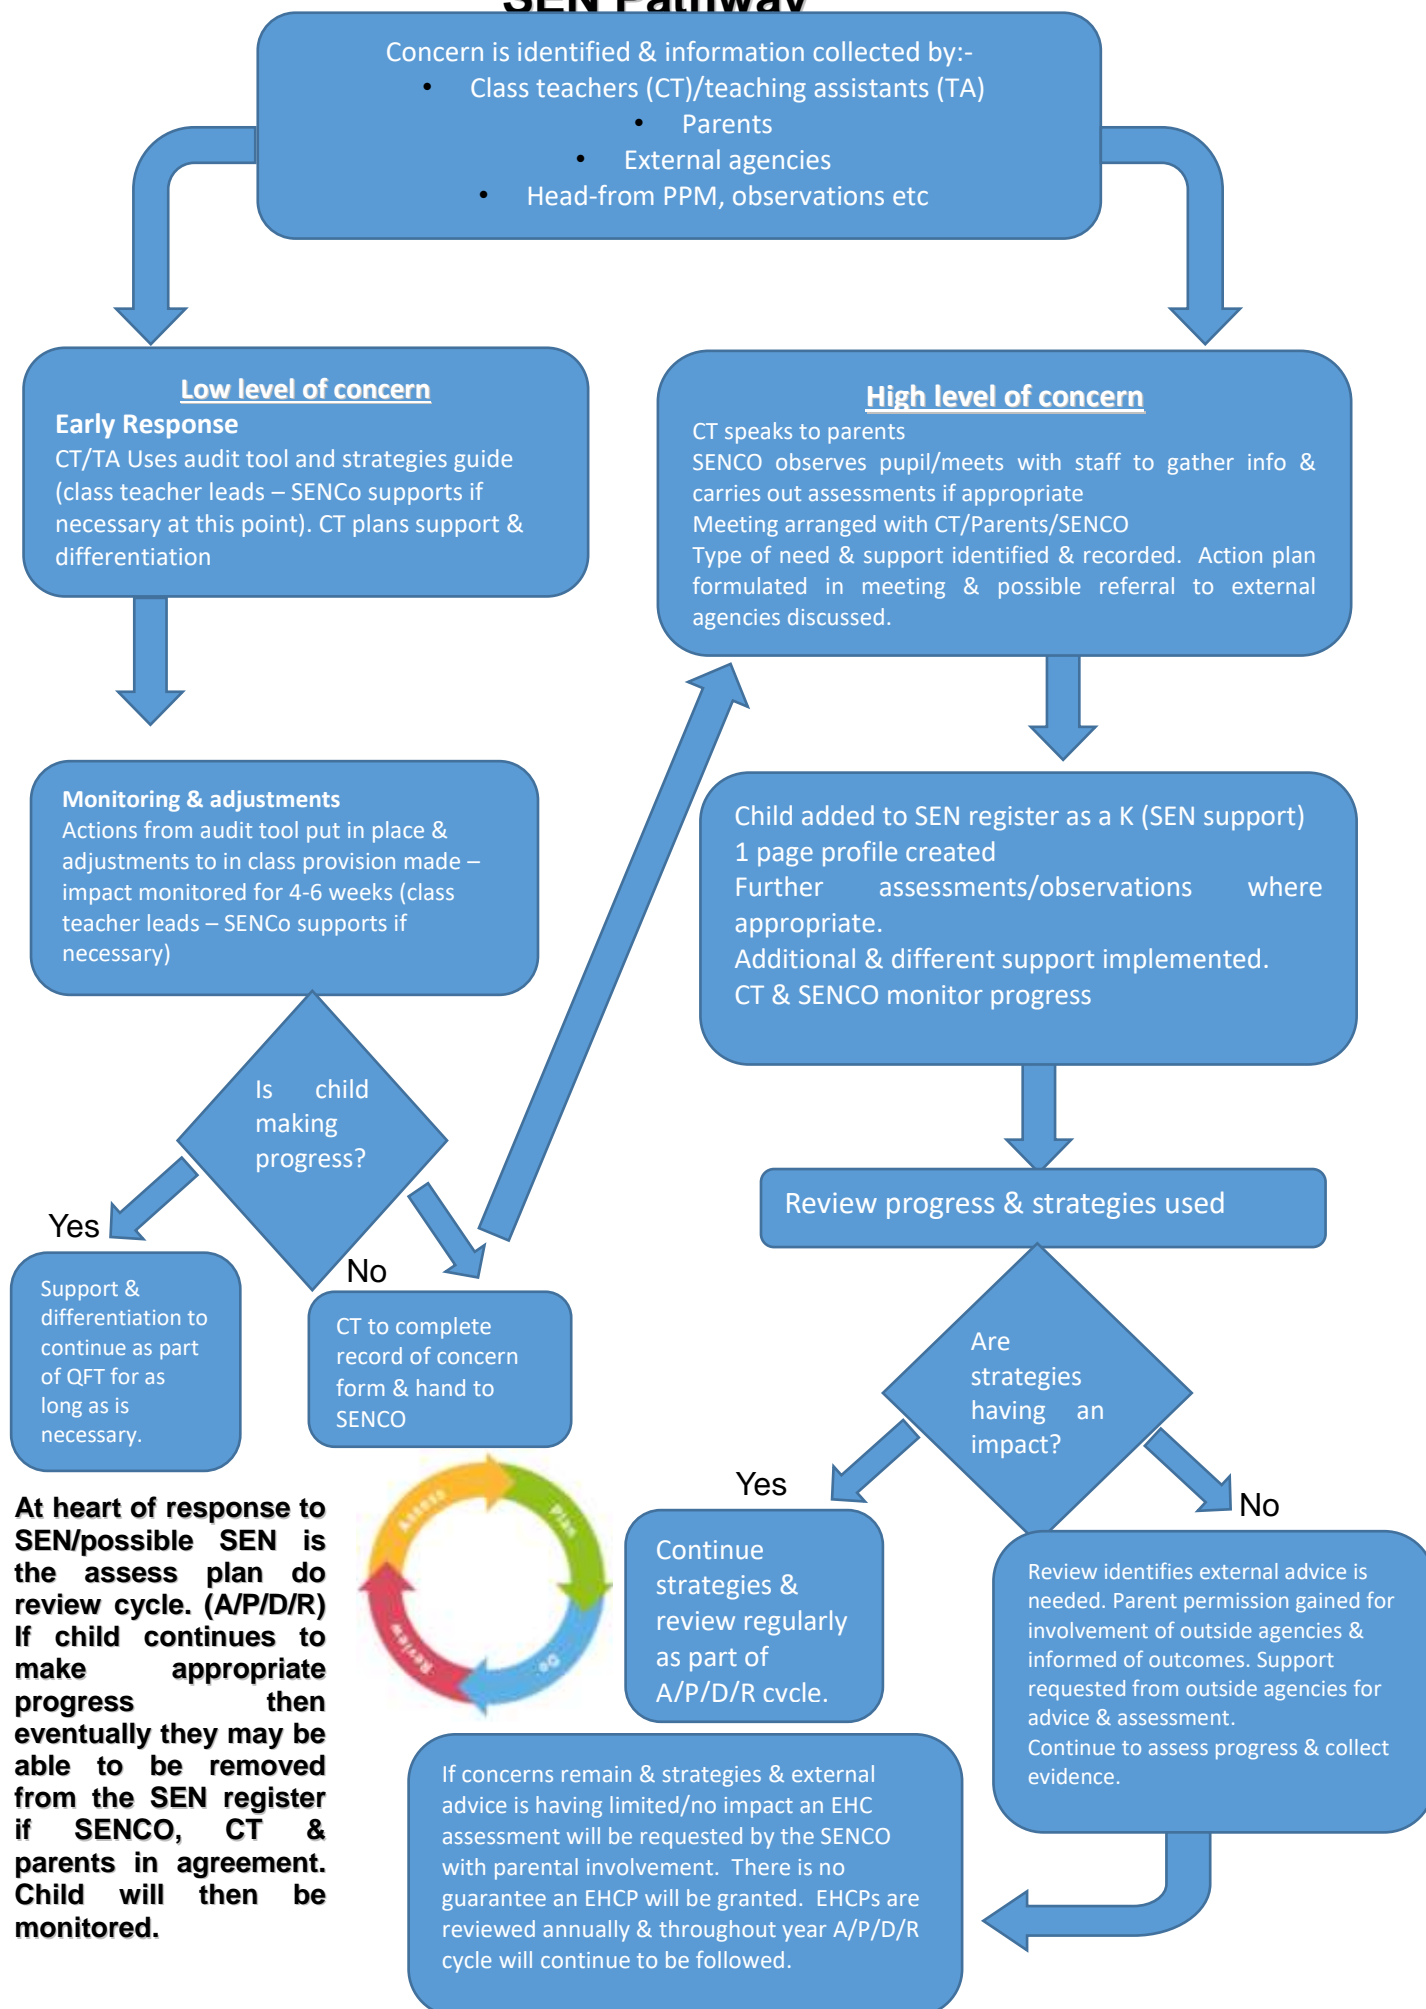 SEN Pathway
Concern is identified & information collected by:-
• Class teachers (CT)/teaching assistants (TA)
• Parents
• External agencies
• Head-from PPM, observations etc
Low level of concern
Early Response
CT/TA Uses audit tool and strategies guide
(class teacher leads – SENCo supports if
necessary at this point). CT plans support &
differentiation
High level of concern
CT speaks to parents
SENCO observes pupil/meets with staff to gather info &
carries out assessments if appropriate
Meeting arranged with CT/Parents/SENCO
Type of need & support identified & recorded. Action plan
formulated in meeting & possible referral to external
agencies discussed.
Monitoring & adjustments
Actions from audit tool put in place &
adjustments to in class provision made –
impact monitored for 4-6 weeks (class
teacher leads – SENCo supports if
necessary)
Child added to SEN register as a K (SEN support)
1 page profile created
Further assessments/observations where
appropriate.
Additional & different support implemented.
CT & SENCO monitor progress
Is child
making
progress?
Yes
No
Support &
differentiation to
continue as part
of QFT for as
long as is
necessary.
CT to complete
record of concern
form & hand to
SENCO
Review progress & strategies used
Are
strategies
having an
impact?
Yes
No
Continue
strategies &
review regularly
as part of
A/P/D/R cycle.
Review identifies external advice is
needed. Parent permission gained for
involvement of outside agencies &
informed of outcomes. Support
requested from outside agencies for
advice & assessment.
Continue to assess progress & collect
evidence.
At heart of response to
SEN/possible SEN is
the assess plan do
review cycle. (A/P/D/R)
If child continues to
make appropriate
progress then
eventually they may be
able to be removed
from the SEN register
if SENCO, CT &
parents in agreement.
Child will then be
monitored.
Assess
Plan
Do
Review
If concerns remain & strategies & external
advice is having limited/no impact an EHC
assessment will be requested by the SENCO
with parental involvement. There is no
guarantee an EHCP will be granted. EHCPs are
reviewed annually & throughout year A/P/D/R
cycle will continue to be followed.